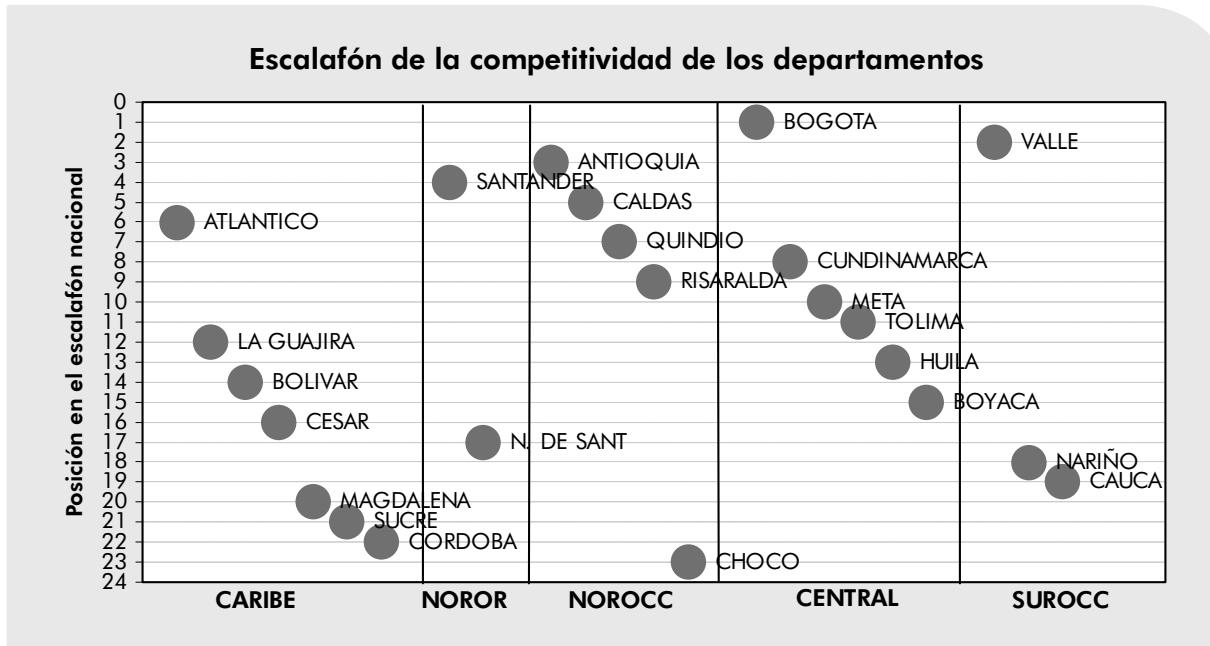 Escalafón de la competitividad de los departamentos
Posición en el escalafón nacional
0
1
2
3
4
5
6
7
8
9
10
11
12
13
14
15
16
17
18
19
20
21
22
23
24
BOGOTA
VALLE
ANTIOQUIA
SANTANDER
CALDAS
ATLANTICO
QUINDIO
CUNDINAMARCA
RISARALDA
META
TOLIMA
LA GUAJIRA
HUILA
BOLIVAR
BOYACA
CESAR
N. DE SANT
NARIÑO
CAUCA
MAGDALENA
SUCRE
CORDOBA
CHOCO
CARIBE NOROR NOROCC CENTRAL SUROCC